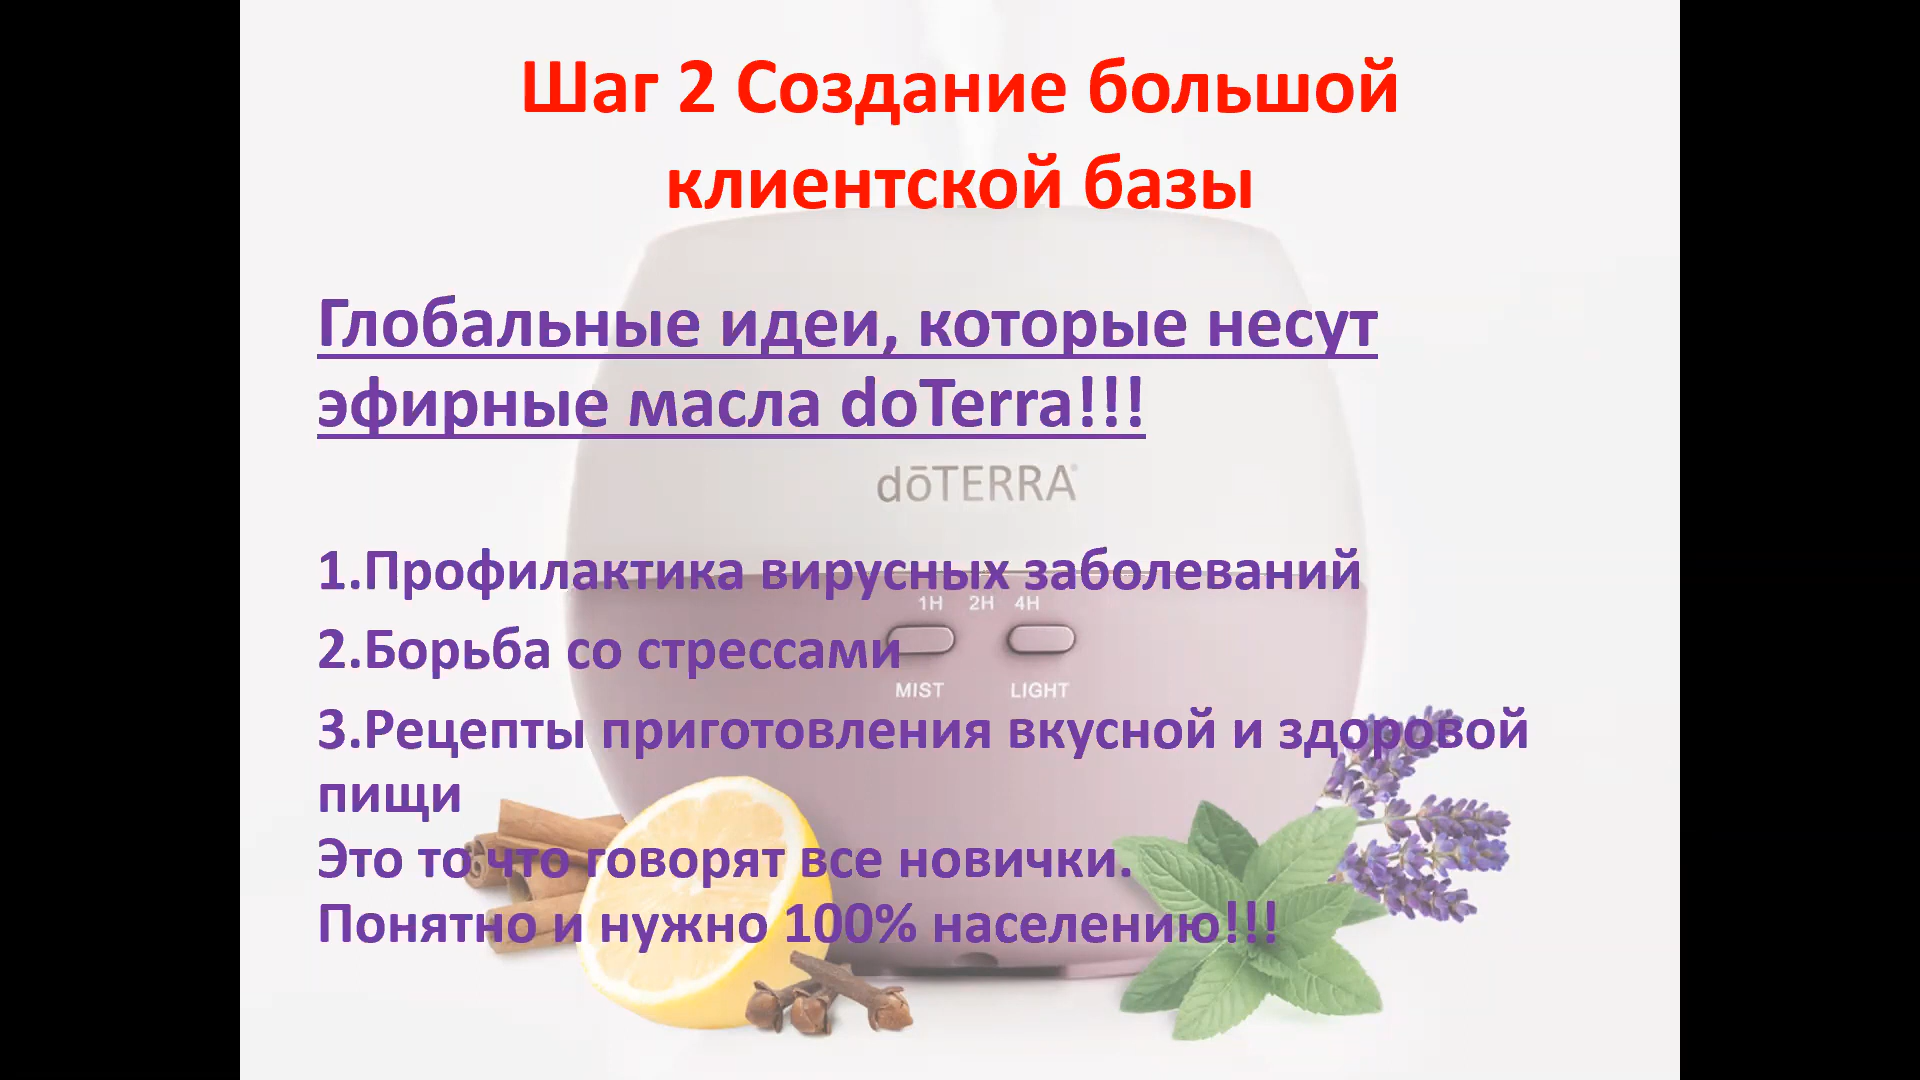 Шаг 2 Создание большой
клиентской базы
Глобальные идеи, которые несут
эфирные масла doTerra!!!
dōTERRA®
1.Профилактика вирусных заболеваний
1H 2H 4H
2.Борьба со стрессами
MIST LIGHT
3.Рецепты приготовления вкусной и здоровой
пищи
Это то что говорят все новички.
Понятно и нужно 100% населению!!!